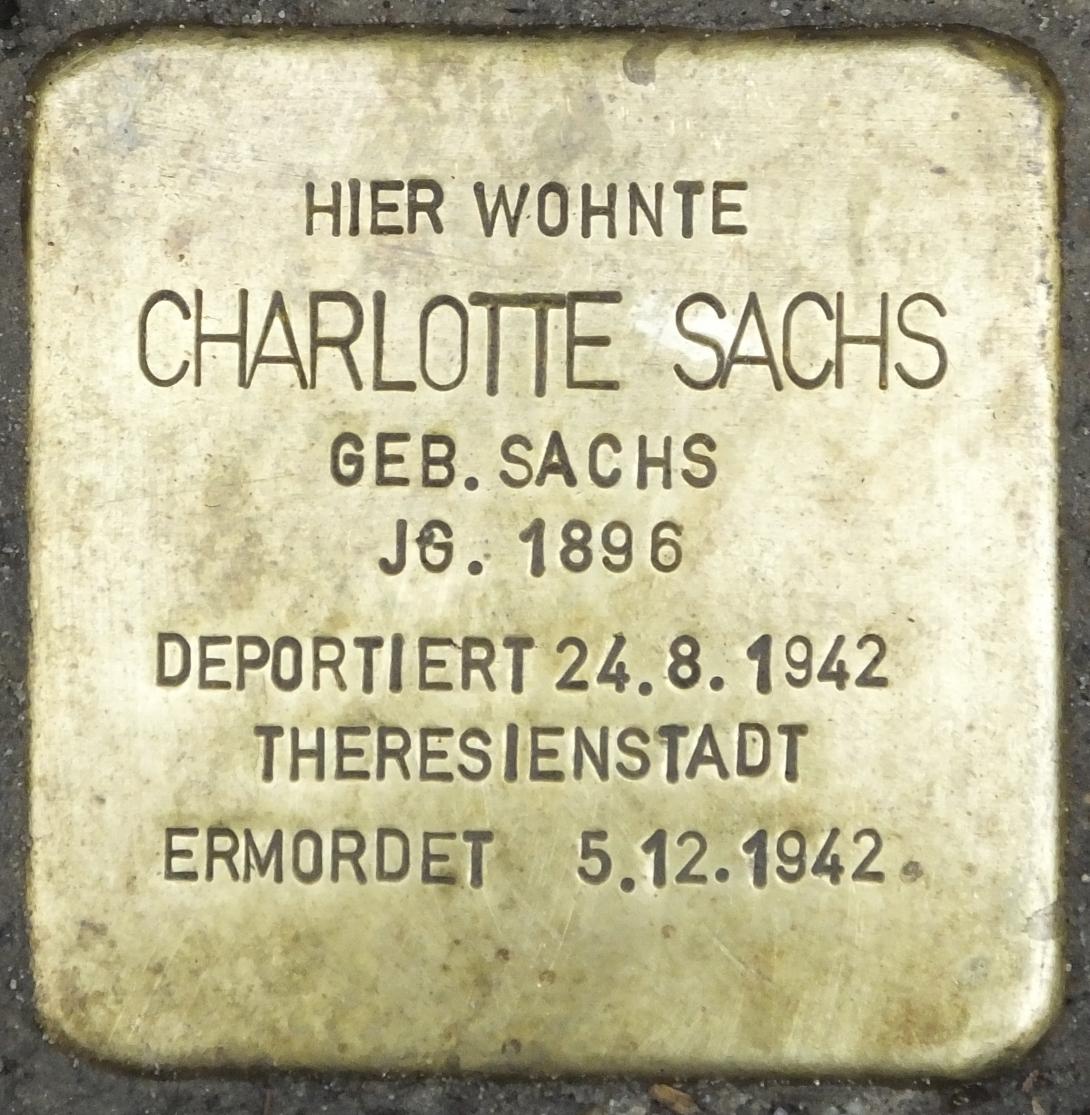 HIER WOHNTE
CHARLOTTE SACHS
GEB. SACHS
JG. 1896
DEPORTIERT 24.8.1942
THERESIENSTADT
ERMORDET 5.12.1942